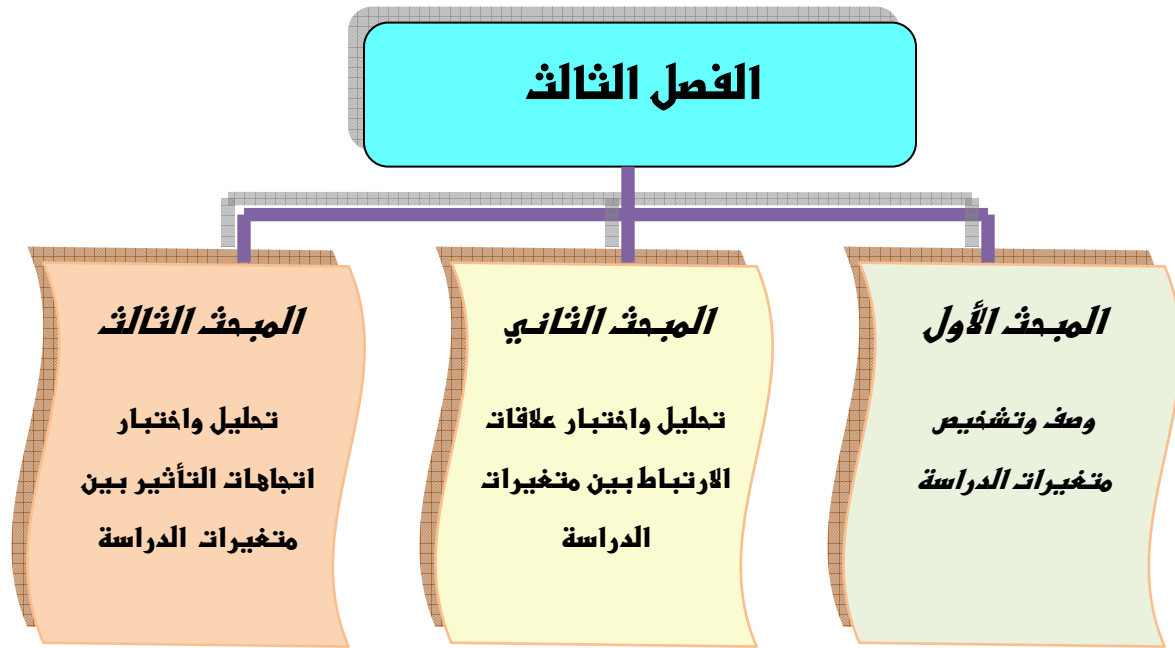 الفصل الثالث
المبحث الأول
وصف وتشخيص
متغيرات الدراسة
المبحث الثاني
تحليل واختبار علاقات
الارتباط بين متغيرات
الدراسة
المبحث الثالث
تحليل واختبار
اتجاهات التأثير بين
متغيرات الدراسة